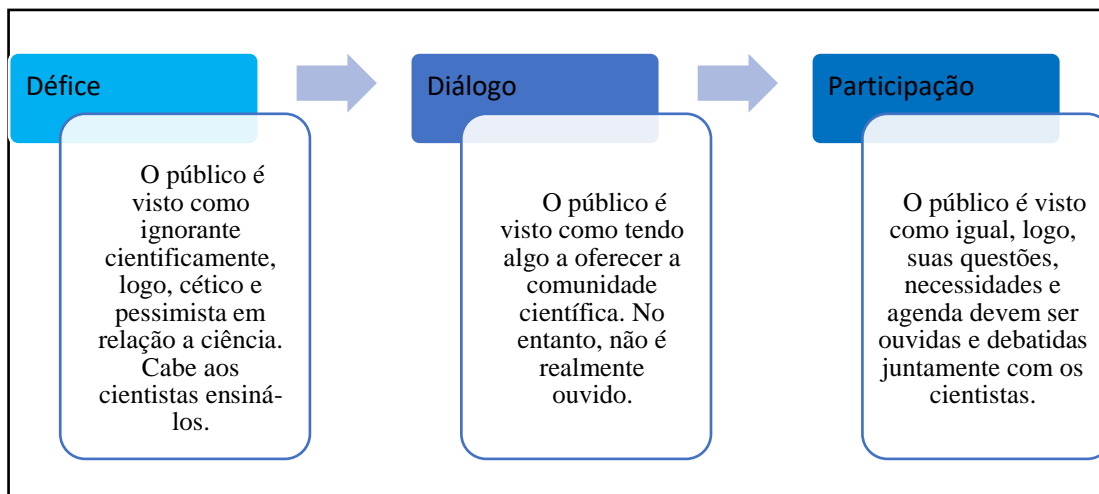 Défice
O público é
visto como
ignorante
cientificamente,
logo, cético e
pessimista em
relação a ciência.
Cabe aos
cientistas ensiná-
los.
Diálogo
O público é
visto como tendo
algo a oferecer a
comunidade
científica. No
entanto, não é
realmente
ouvido.
Participação
O público é visto
como igual, logo,
suas questões,
necessidades e
agenda devem ser
ouvidas e debatidas
juntamente com os
cientistas.